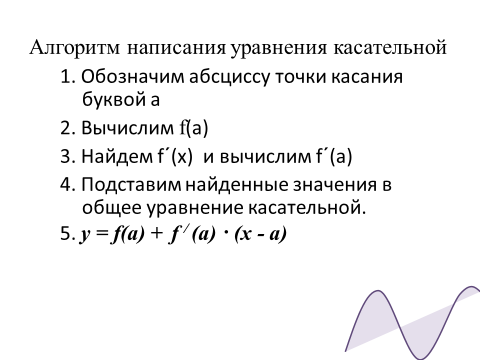 Алгоритм написания уравнения касательной
1. Обозначим абсциссу точки касания
буквой а
2. Вычислим f(а)
3. Найдем f´(x) и вычислим f´(а)
4. Подставим найденные значения в
общее уравнение касательной.
5. y = f(a) + f / (a) · (x - a)